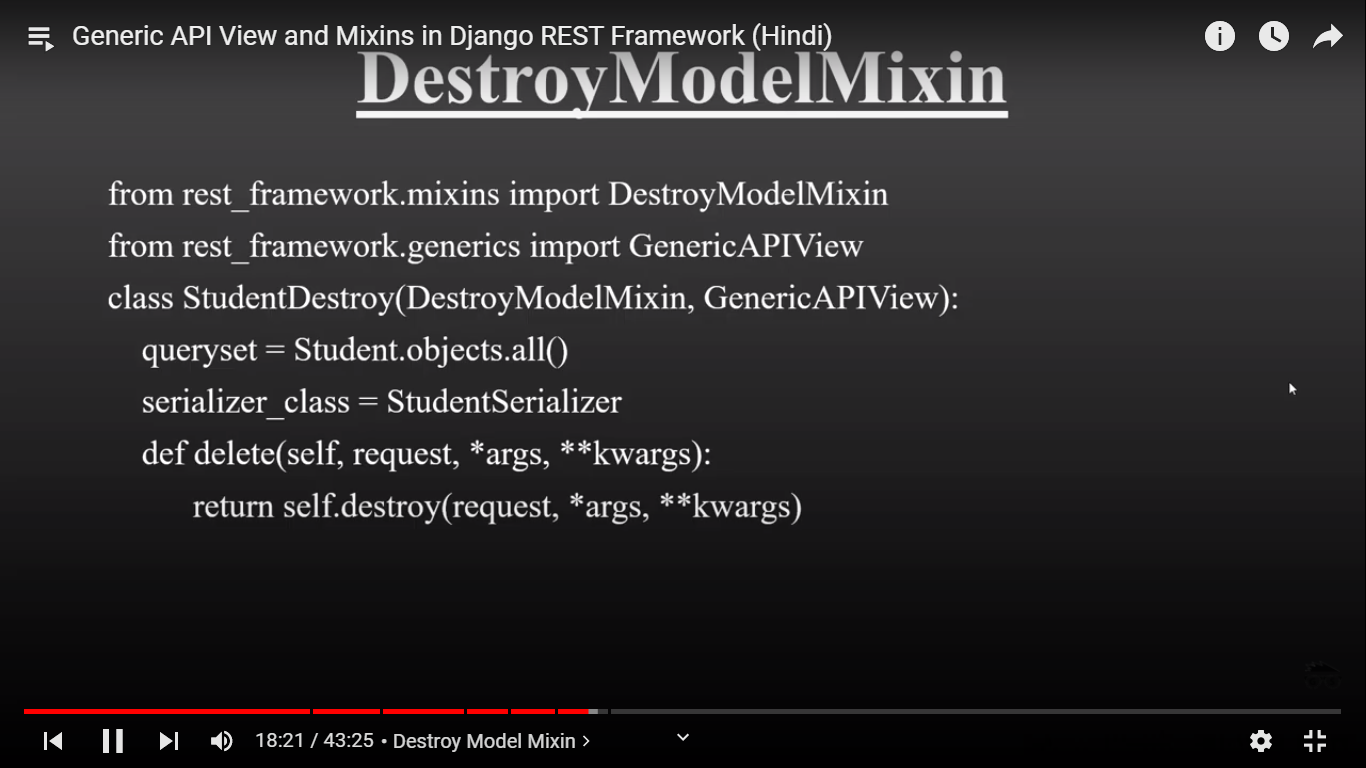 Generic API View and Mixins in Django REST Framework (Hindi)
DestroyModelMixin
from rest_framework.mixins import DestroyModelMixin
from rest_framework.generics import GenericAPIView
class StudentDestroy(DestroyModelMixin, GenericAPIView):
queryset = Student.objects.all()
serializer_class = StudentSerializer
def delete(self, request, *args, **kwargs):
return self.destroy(request, *args, **kwargs)
18:21 / 43:25 • Destroy Model Mixin >